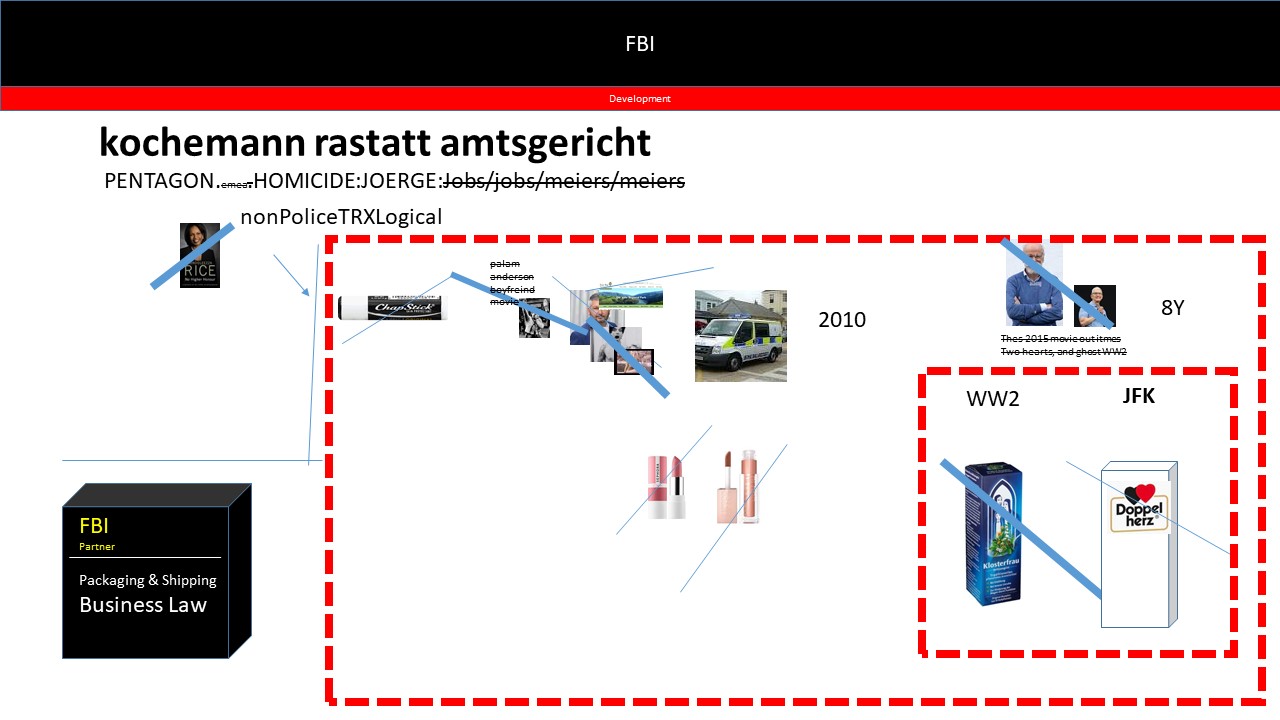 FBI
Development
kochemann rastatt amtsgericht
PENTAGON.emea.HOMICIDE:JOERGE:Jobs/jobs/meiers/meiers
nonPoliceTRXLogical
RICE
ChapStick
palam
anderson
boyfreind
movie
2010
8Y
Thes 2015 movie out itmes
Two hearts, and ghost WW2
WW2
JFK
Klosterfrau
Doppel
herz
SEPHORA
FBI
Partner
Packaging & Shipping
Business Law